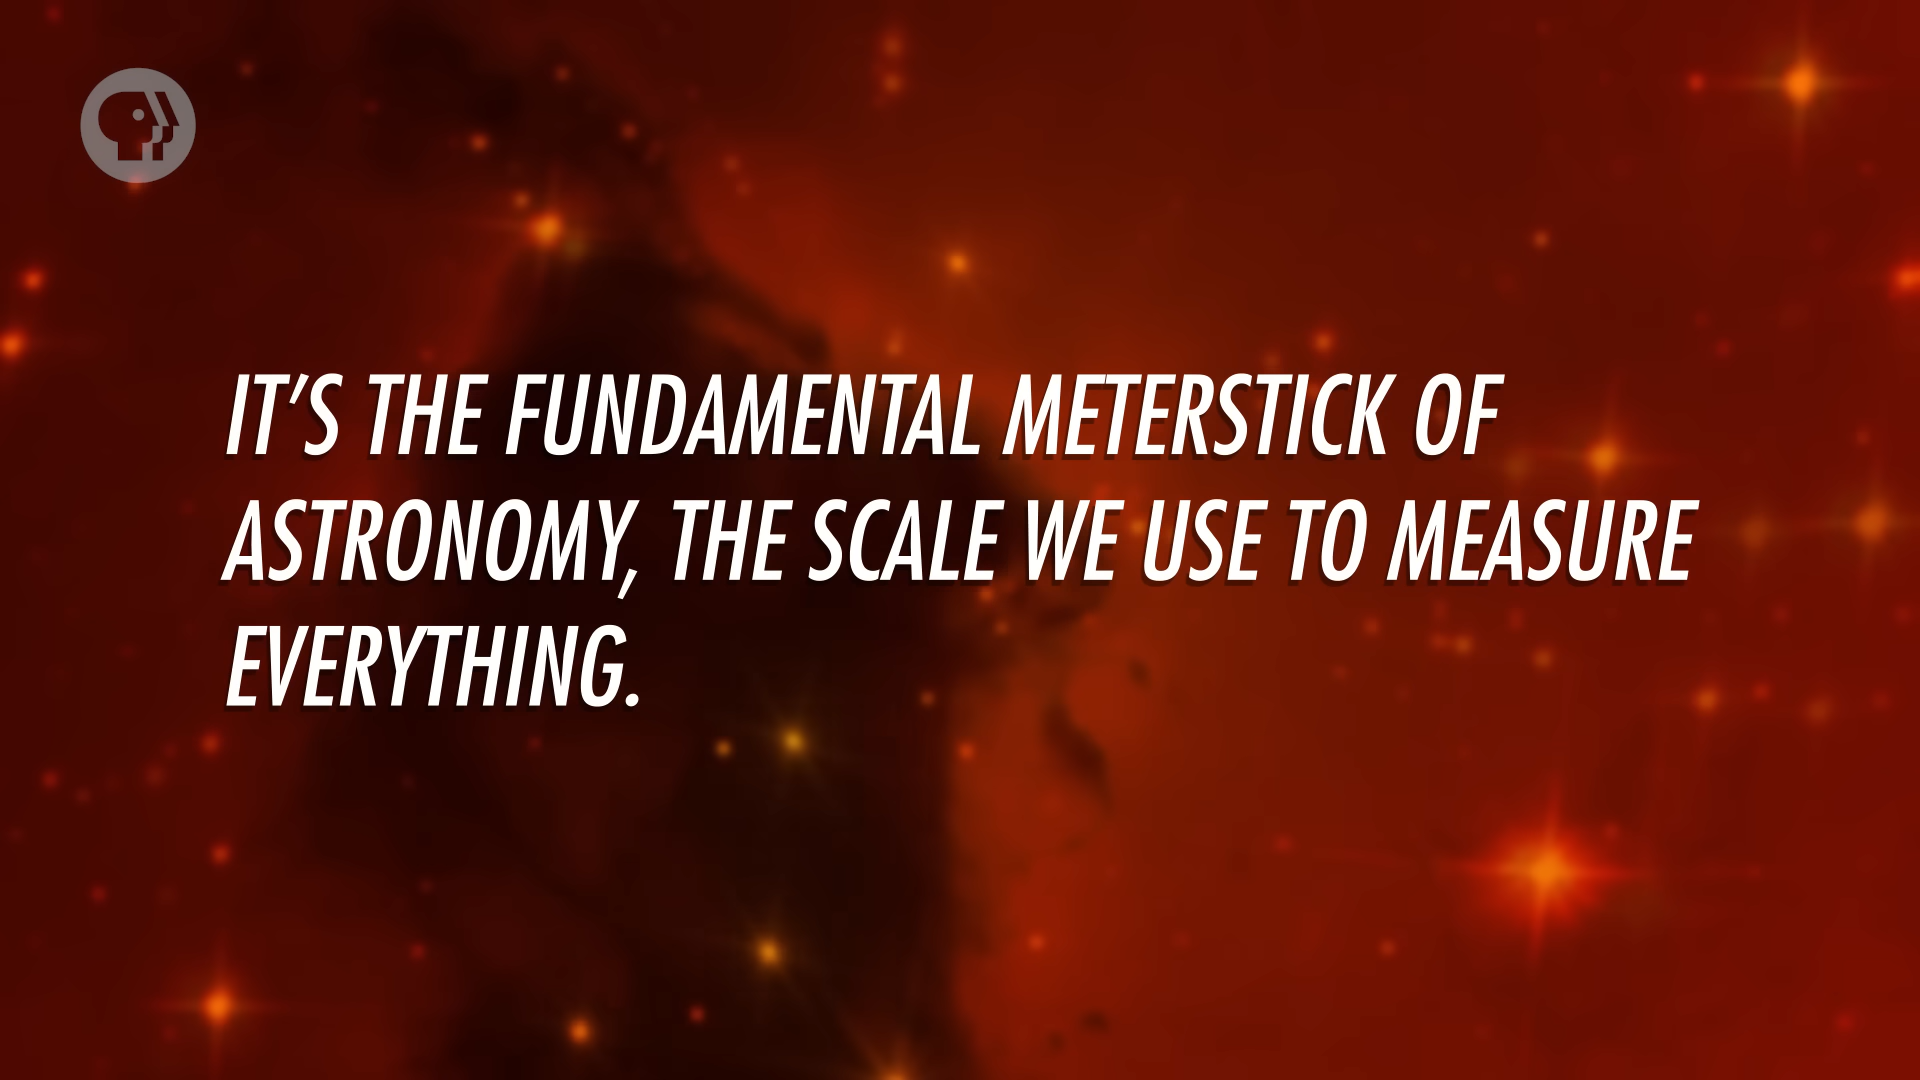 IT’S THE FUNDAMENTAL METERSTICK OF
ASTRONOMY, THE SCALE WE USE TO MEASURE
EVERYTHING.